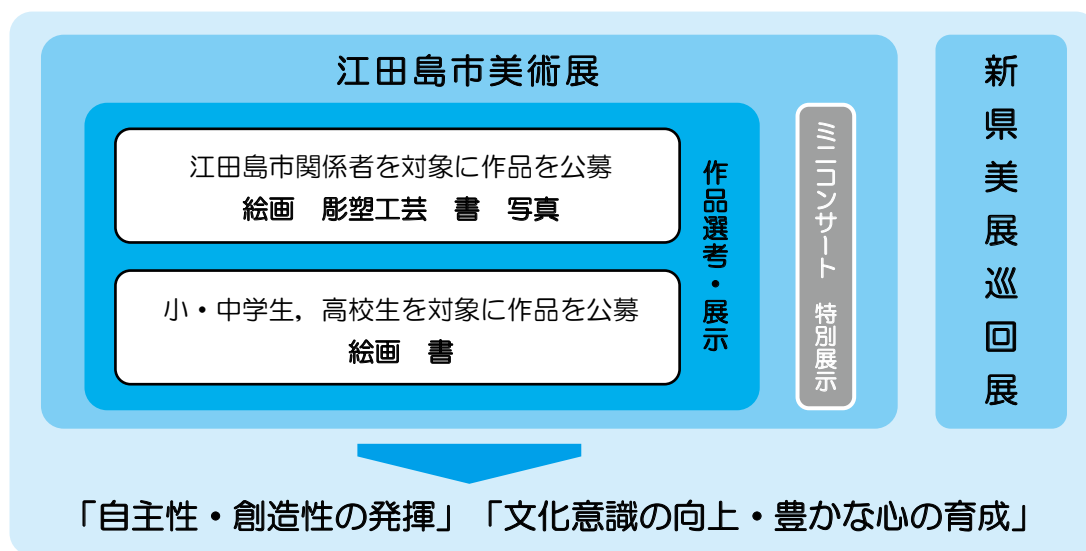 江田島市美術展
江田島市関係者を対象に作品を公募
絵画　彫塑工芸　書　写真
小・中学生，高校生を対象に作品を公募
絵画　書
作品選考・展示
ミニコンサート　特別展示
新県美展巡回展
「自主性・創造性の発揮」「文化意識の向上・豊かな心の育成」